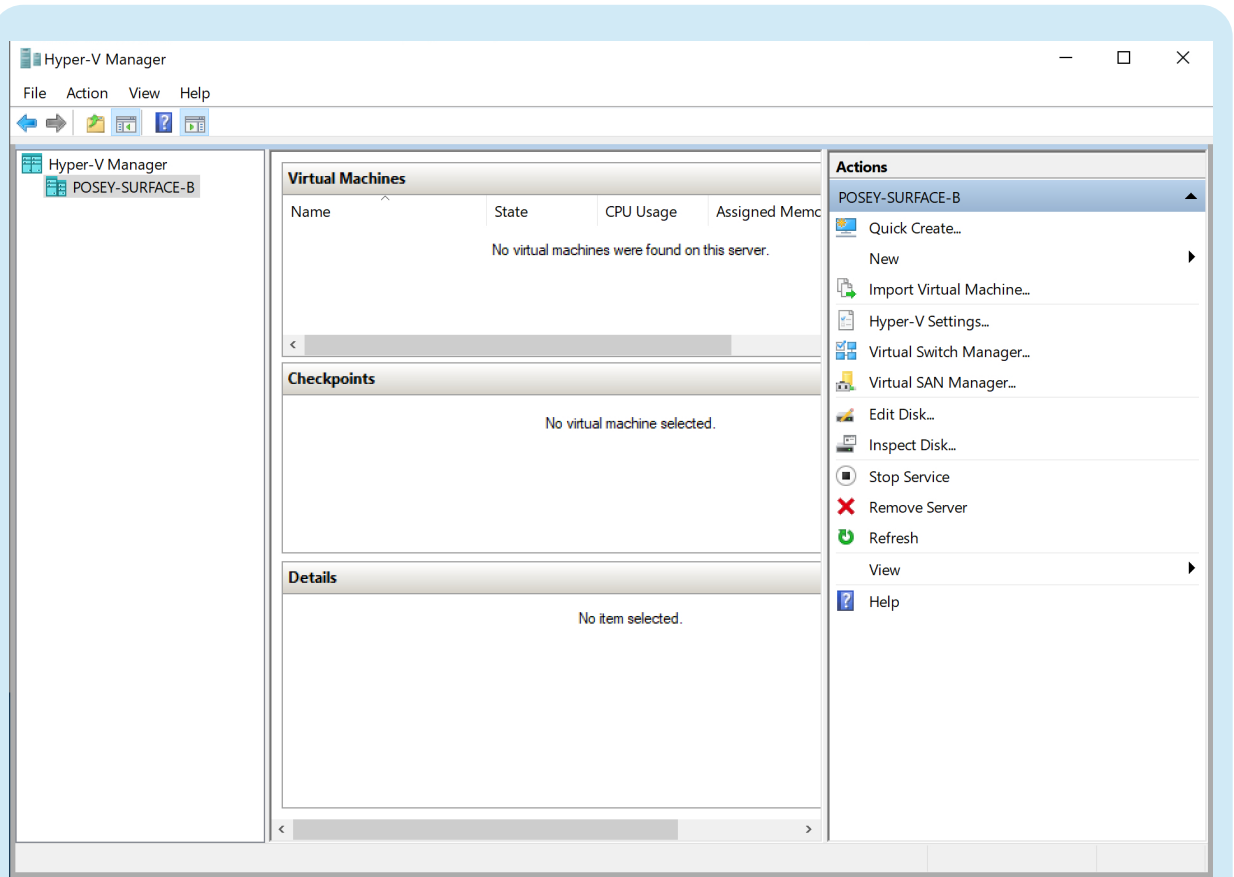 Hyper-V Manager
File Action View Help
Hyper-V Manager
POSEY-SURFACE-B
Virtual Machines
Name State CPU Usage Assigned Memo
No virtual machines were found on this server.
Checkpoints
No virtual machine selected.
Details
No item selected.
Actions
POSEY-SURFACE-B
Quick Create...
New
Import Virtual Machine...
Hyper-V Settings...
Virtual Switch Manager...
Virtual SAN Manager...
Edit Disk...
Inspect Disk...
Stop Service
Remove Server
Refresh
View
Help